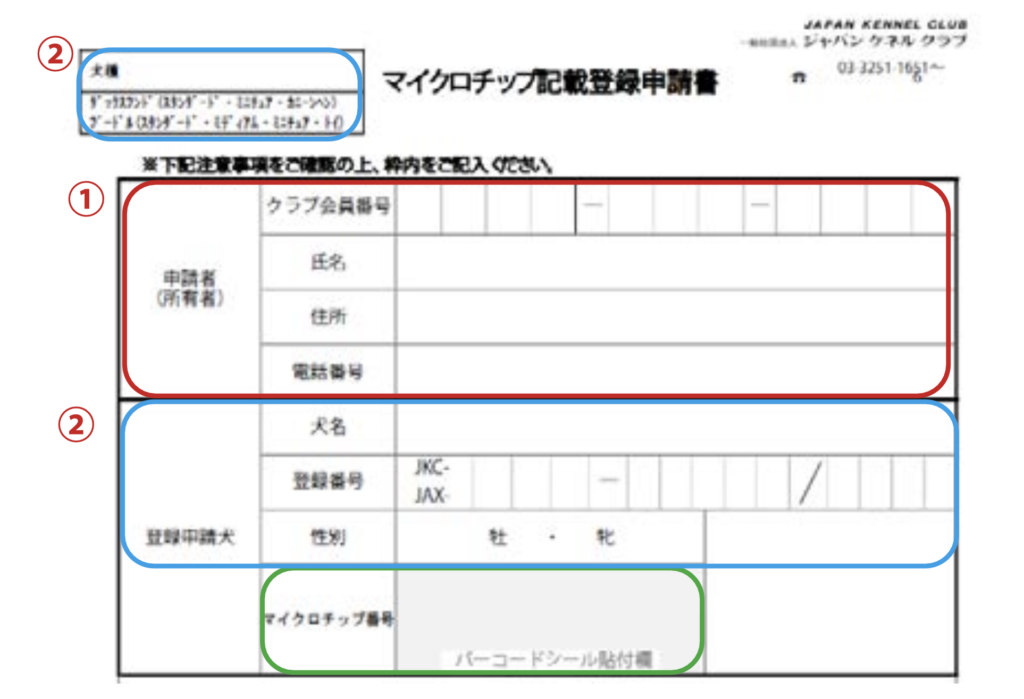 JAPAN KENNEL CLUB
一般社団法人 ジャパン ケネル クラブ
②
犬種
マイクロチップ記載登録申請書
☎ 03-3251-1651〜
6
ダックスフンド(スタンダード・ミニチュア・カニーンヘン)
プードル(スタンダード・ミディアム・ミニチュア・トイ)
※下記注意事項をご確認の上、枠内をご記入ください。
①
クラブ会員番号 — —
氏名
申請者
(所有者)
住所
電話番号
②
犬名
登録番号 JKC- — /
JAX-
登録申請犬 性別 牡 ・ 牝
マイクロチップ番号
バーコードシール貼付欄